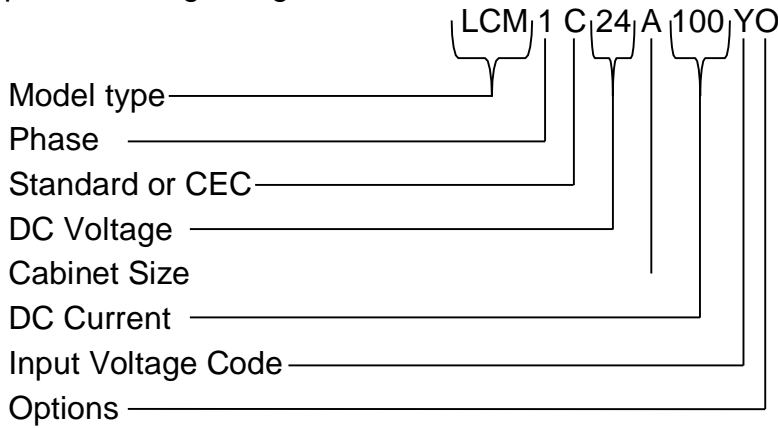 LCM 1 C 24 A 100 YO
Model type
Phase
Standard or CEC
DC Voltage
Cabinet Size
DC Current
Input Voltage Code
Options